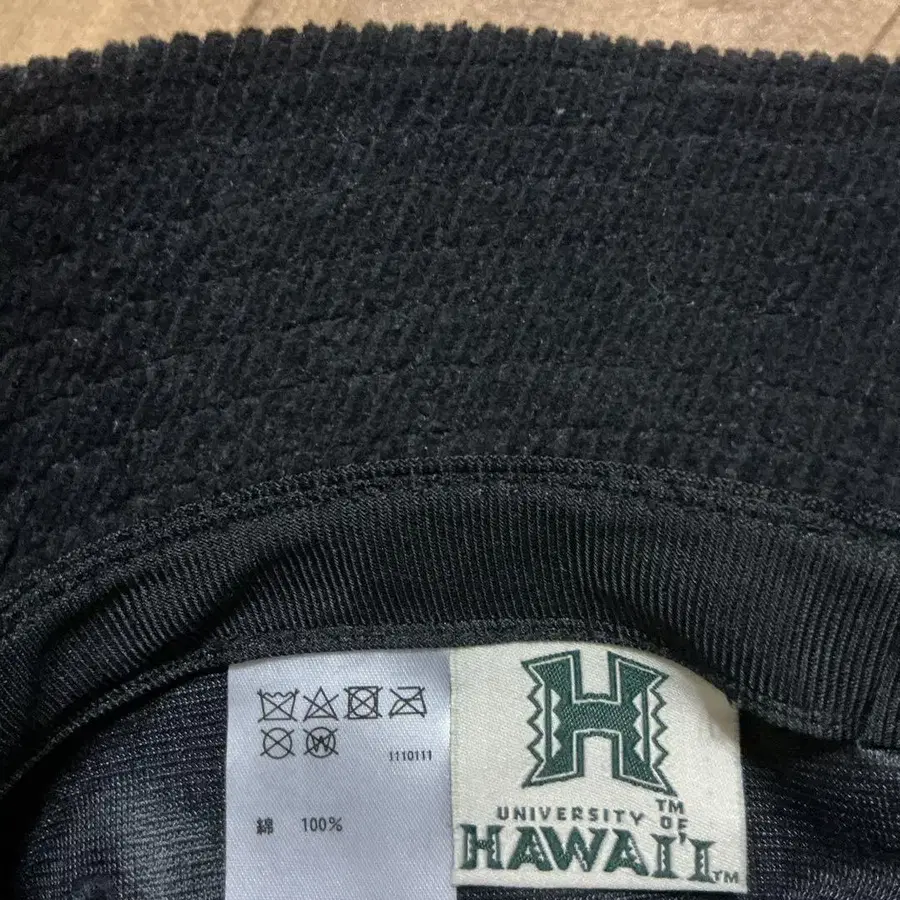 W
1110111
綿 100%
H
UNIVERSITY OF TM
HAWAI'I TM